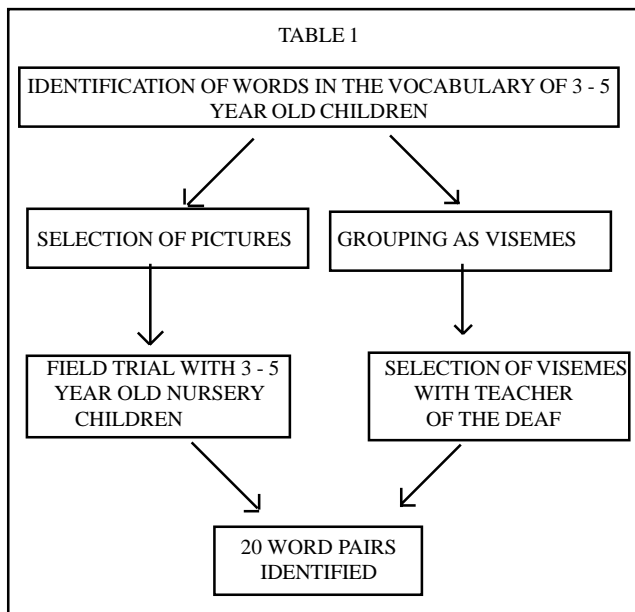 TABLE 1
IDENTIFICATION OF WORDS IN THE VOCABULARY OF 3 - 5
YEAR OLD CHILDREN
SELECTION OF PICTURES
GROUPING AS VISEMES
FIELD TRIAL WITH 3 - 5
YEAR OLD NURSERY
CHILDREN
SELECTION OF VISEMES
WITH TEACHER
OF THE DEAF
20 WORD PAIRS
IDENTIFIED